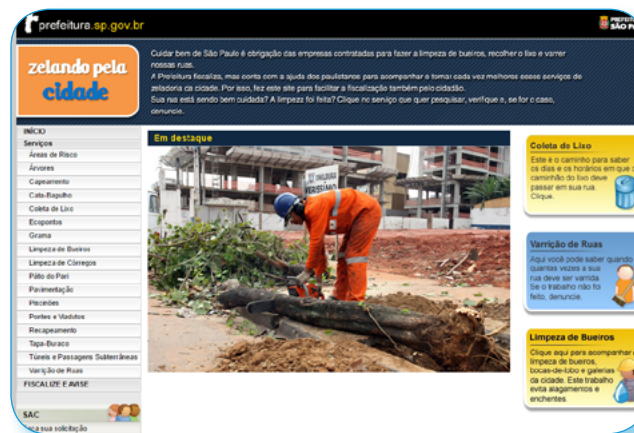 prefeitura.sp.gov.br
PREFEIT
SÃO PA
zelando pela
cidade
Cuidar bem de São Paulo é obrigação das empresas contratadas para fazer a limpeza de bueiros, recolher o lixo e varrer
nossas ruas.
A Prefeitura fiscaliza, mas conta com a ajuda dos paulistanos para acompanhar e tornar cada vez melhores esses serviços de
zeladoria da cidade. Por isso, fez este site para facilitar a fiscalização também pelo cidadão.
Sua rua está sendo bem cuidada? A limpeza foi feita? Clique no serviço que quer pesquisar, verifique e, se for o caso,
denuncie.
INÍCIO
Serviços
Áreas de Risco
Árvores
Capeamento
Cata-Bagulho
Coleta de Lixo
Ecopontos
Grama
Limpeza de Bueiros
Limpeza de Córregos
Pátio do Pari
Pavimentação
Piscinões
Pontes e Viadutos
Recapeamento
Tapa-Buraco
Túneis e Passagens Subterrâneas
Varrição de Ruas
FISCALIZE E AVISE
SAC
Faça sua solicitação
Em destaque
PREFEITURA
VERÍSSIMO
Coleta de Lixo
Este é o caminho para saber
os dias e os horários em que o
caminhão do lixo deve
passar em sua rua.
Clique.
Varrição de Ruas
Aqui você pode saber quando
quantas vezes a sua
rua deve ser varrida.
Se o trabalho não fo
feito, denuncie.
Limpeza de Bueiros
Clique aqui para acompanhar
limpeza de bueiros,
bocas-de-lobo e galerias
da cidade. Este trabalho
evita alagamentos e
enchentes.